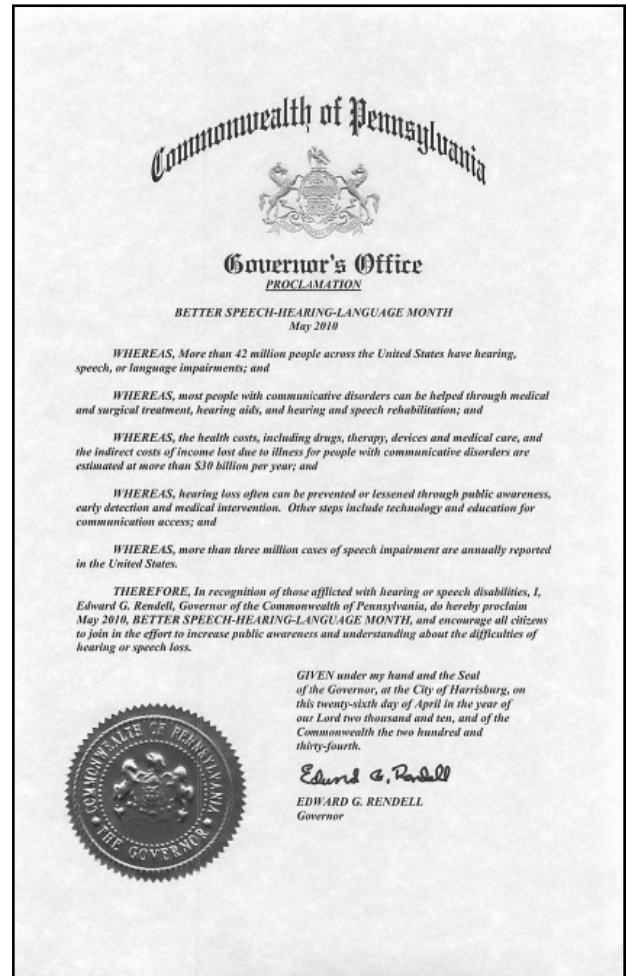 Commonwealth of Pennsylvania
Governor's Office
PROCLAMATION
BETTER SPEECH-HEARING-LANGUAGE MONTH
May 2010
WHEREAS, More than 42 million people across the United States have hearing,
speech, or language impairments; and
WHEREAS, most people with communicative disorders can be helped through medical
and surgical treatment, hearing aids, and hearing and speech rehabilitation; and
WHEREAS, the health costs, including drugs, therapy, devices and medical care, and
the indirect costs of income lost due to illness for people with communicative disorders are
estimated at more than $30 billion per year; and
WHEREAS, hearing loss often can be prevented or lessened through public awareness,
early detection and medical intervention. Other steps include technology and education for
communication access; and
WHEREAS, more than three million cases of speech impairment are annually reported
in the United States.
THEREFORE, In recognition of those afflicted with hearing or speech disabilities, I,
Edward G. Rendell, Governor of the Commonwealth of Pennsylvania, do hereby proclaim
May 2010, BETTER SPEECH-HEARING-LANGUAGE MONTH, and encourage all citizens
to join in the effort to increase public awareness and understanding about the difficulties of
hearing or speech loss.
GIVEN under my hand and the Seal
of the Governor, at the City of Harrisburg, on
this twenty-sixth day of April in the year of
our Lord two thousand and ten, and of the
Commonwealth the two hundred and
thirty-fourth.
Edward G. Rendell
EDWARD G. RENDELL
Governor
COMMONWEALTH OF PENNSYLVANIA
THE GOVERNOR